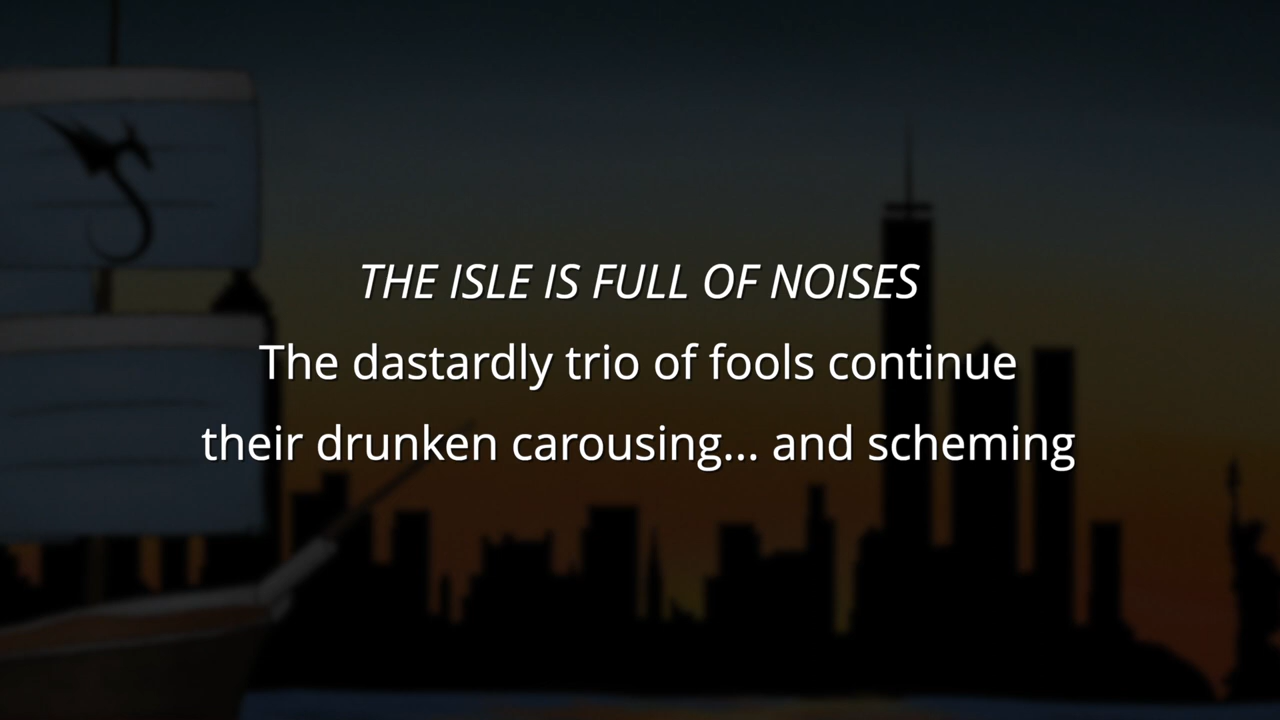 THE ISLE IS FULL OF NOISES
The dastardly trio of fools continue
their drunken carousing... and scheming